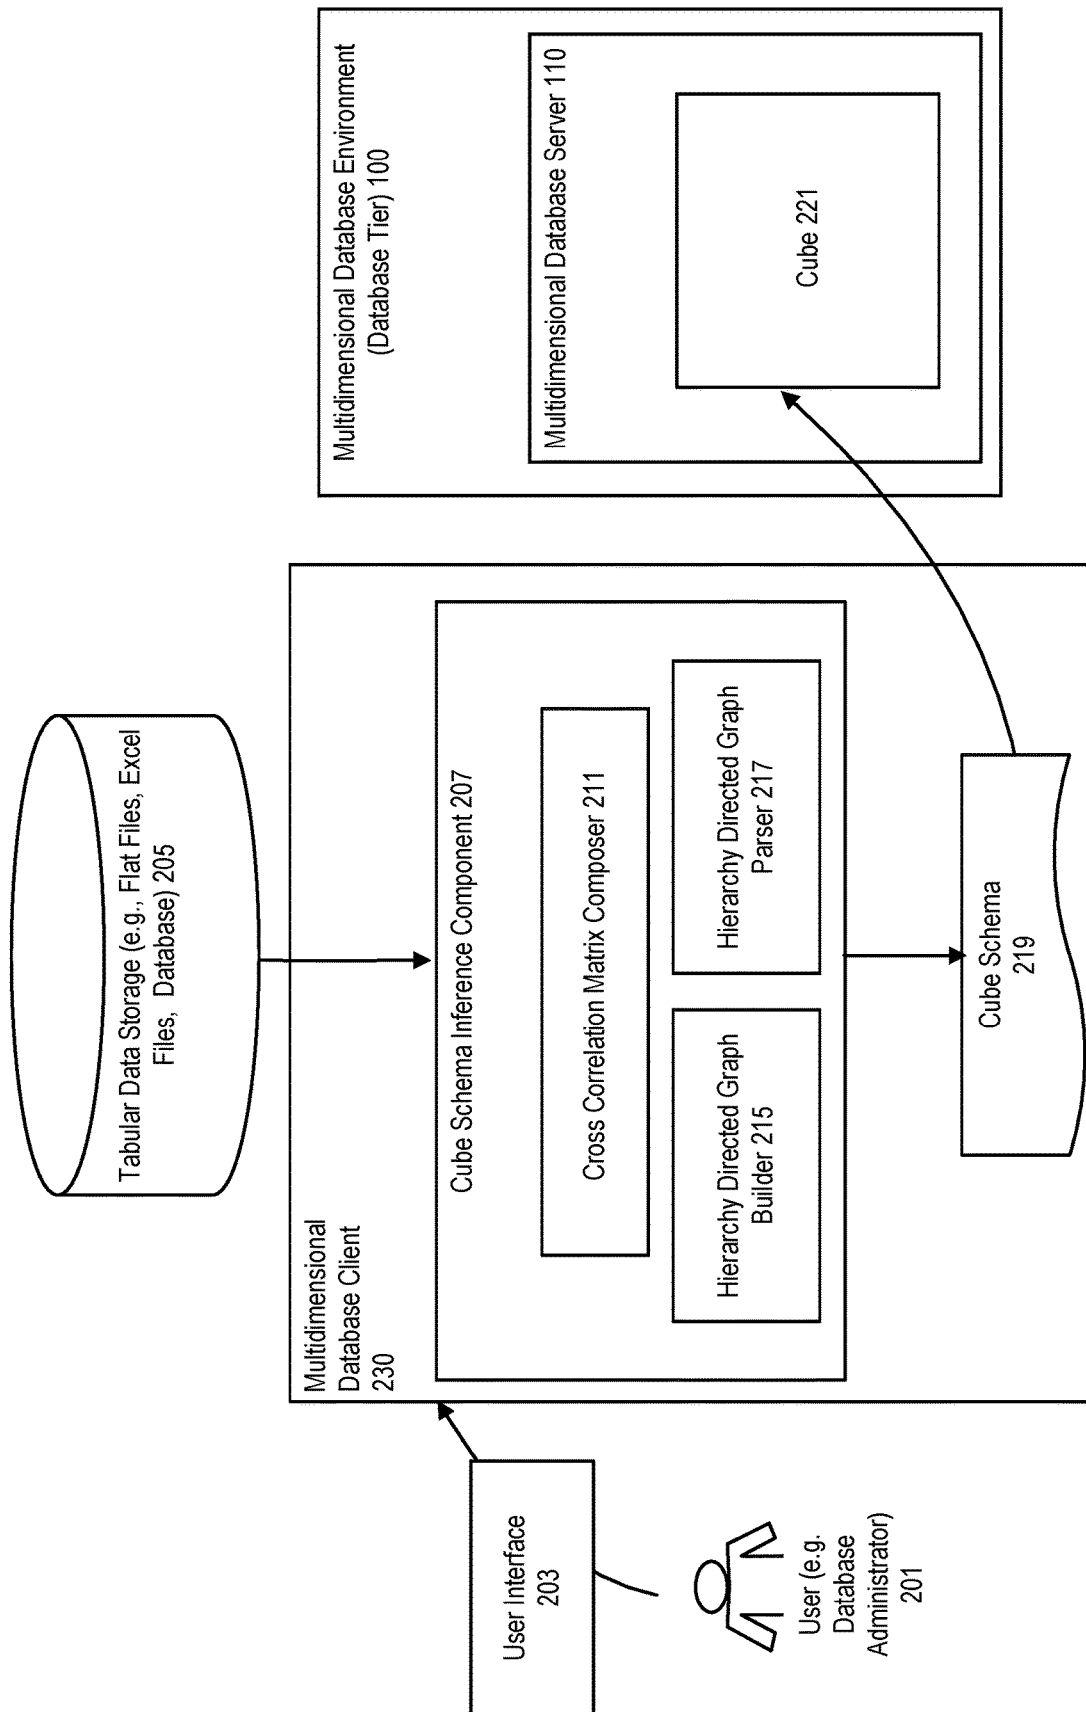 Tabular Data Storage (e.g., Flat Files, Excel
Files, Database) 205
Multidimensional
Database Client
230
Cube Schema Inference Component 207
Cross Correlation Matrix Composer 211
Hierarchy Directed Graph
Builder 215
Hierarchy Directed Graph
Parser 217
Cube Schema
219
User Interface
203
User (e.g.
Database
Administrator)
201
Multidimensional Database Environment
(Database Tier) 100
Multidimensional Database Server 110
Cube 221